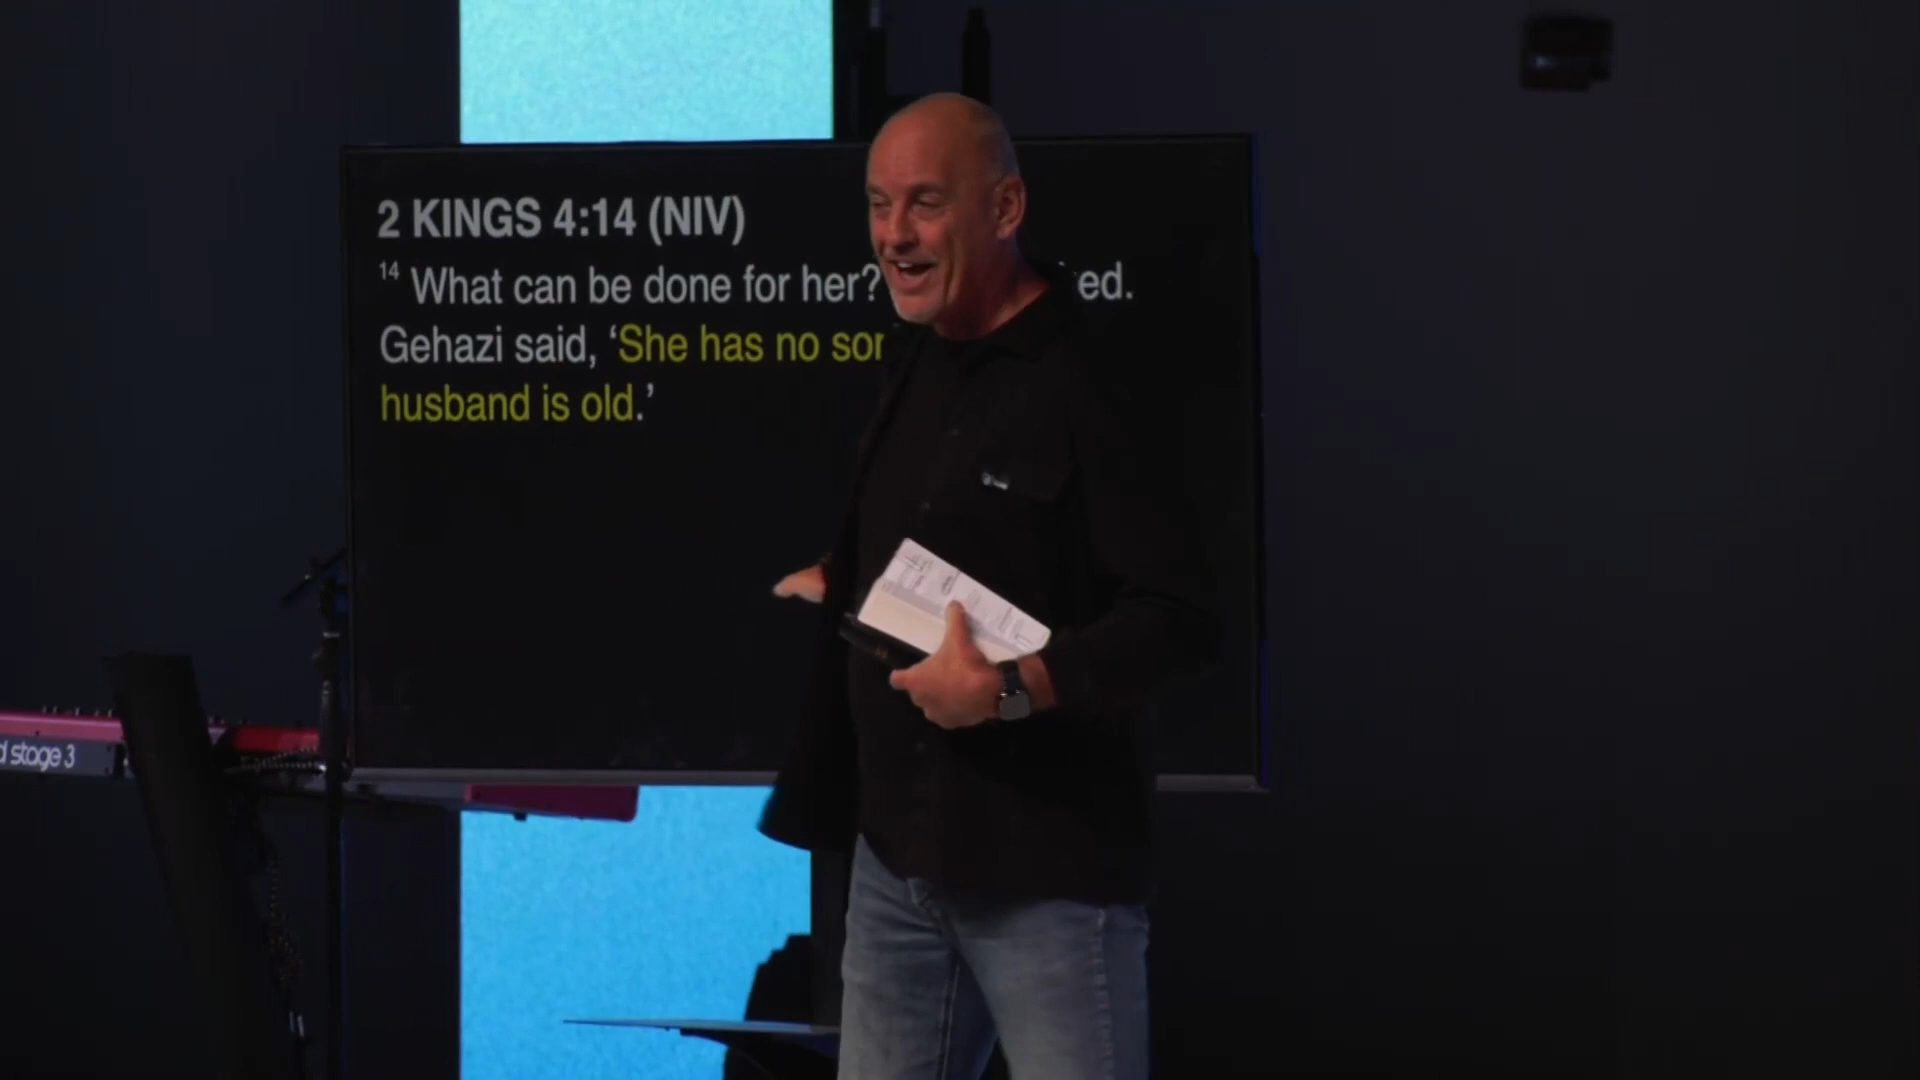 2 KINGS 4:14 (NIV)
14 What can be done for her? ed.
Gehazi said, ‘She has no son
husband is old.’
d stage 3